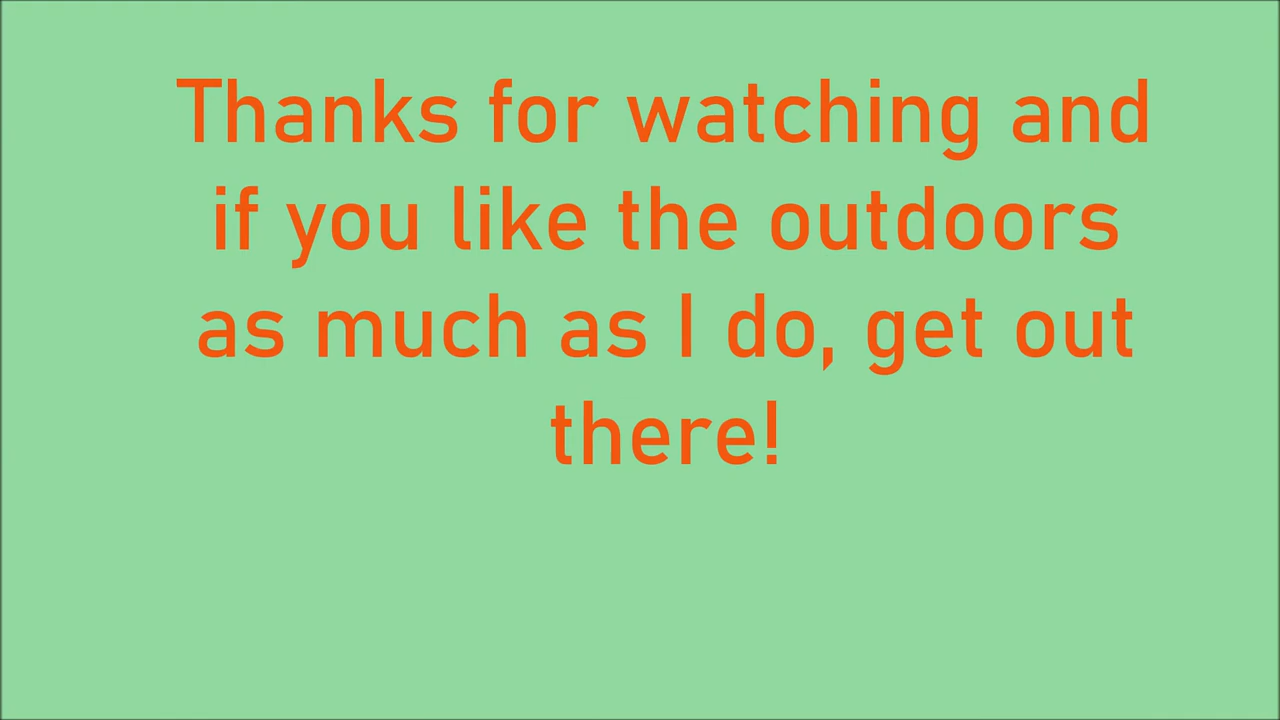 Thanks for watching and
if you like the outdoors
as much as I do, get out
there!